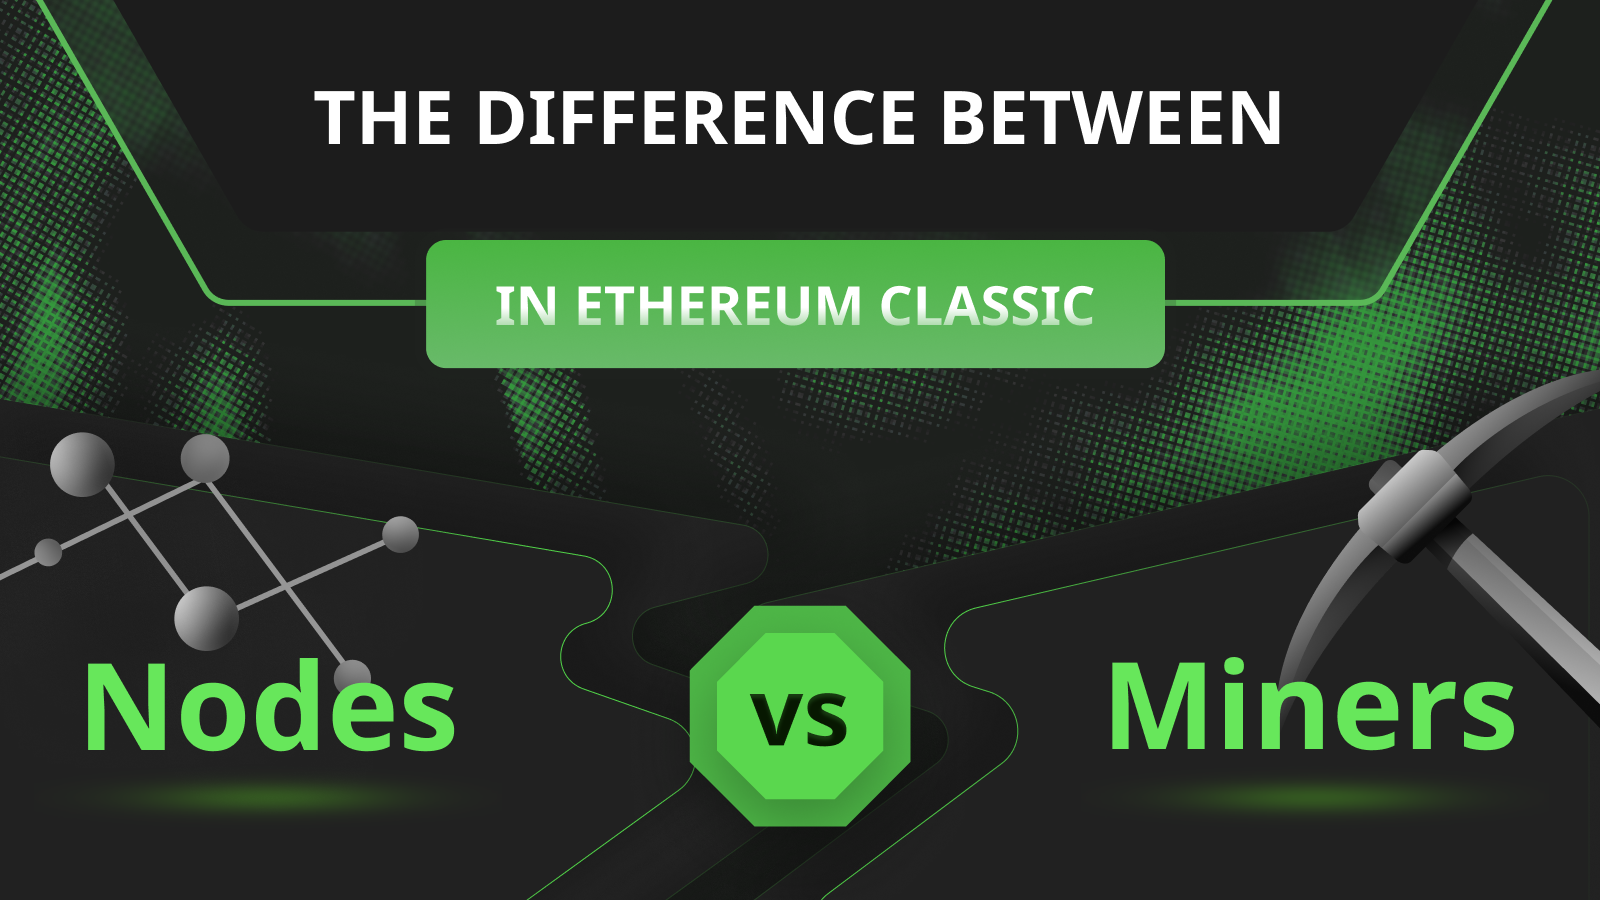 THE DIFFERENCE BETWEEN
IN ETHEREUM CLASSIC
Nodes
VS
Miners